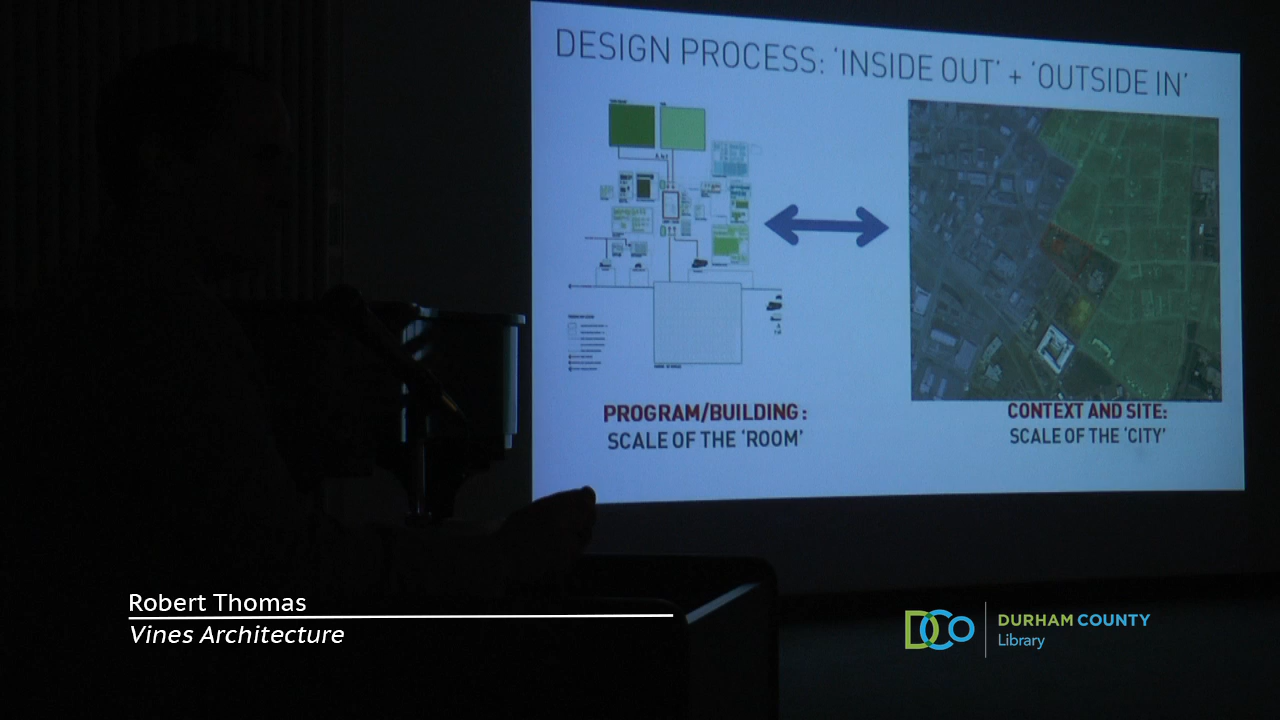 DESIGN PROCESS: 'INSIDE OUT' + 'OUTSIDE IN'
PROGRAM/BUILDING:
SCALE OF THE 'ROOM'
CONTEXT AND SITE:
SCALE OF THE 'CITY'
Robert Thomas
Vines Architecture
DCo
DURHAM COUNTY
Library